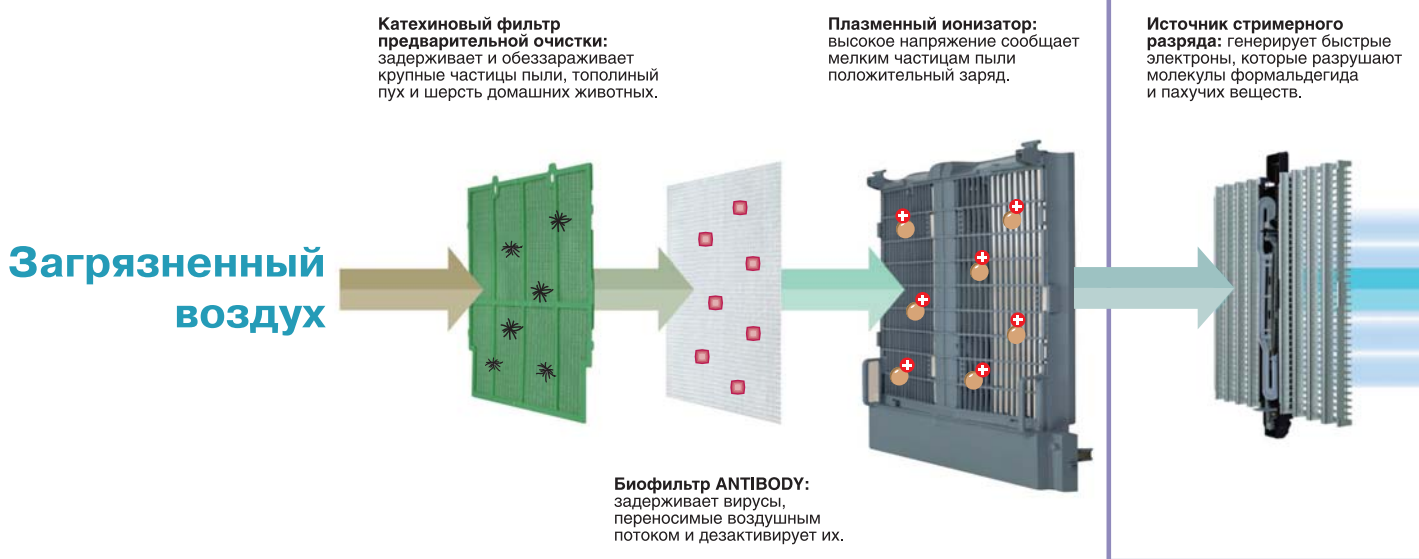 Катехиновый фильтр
предварительной очистки:
задерживает и обеззараживает
крупные частицы пыли, тополиный
пух и шерсть домашних животных.
Плазменный ионизатор:
высокое напряжение сообщает
мелким частицам пыли
положительный заряд.
Источник стримерного
разряда: генерирует быстрые
электроны, которые разрушают
молекулы формальдегида
и пахучих веществ.
Загрязненный
воздух
Биофильтр ANTIBODY:
задерживает вирусы,
переносимые воздушным
потоком и дезактивирует их.